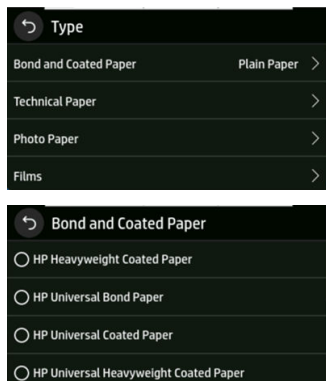 Type
Bond and Coated Paper Plain Paper
Technical Paper
Photo Paper
Films
Bond and Coated Paper
HP Heavyweight Coated Paper
HP Universal Bond Paper
HP Universal Coated Paper
HP Universal Heavyweight Coated Paper